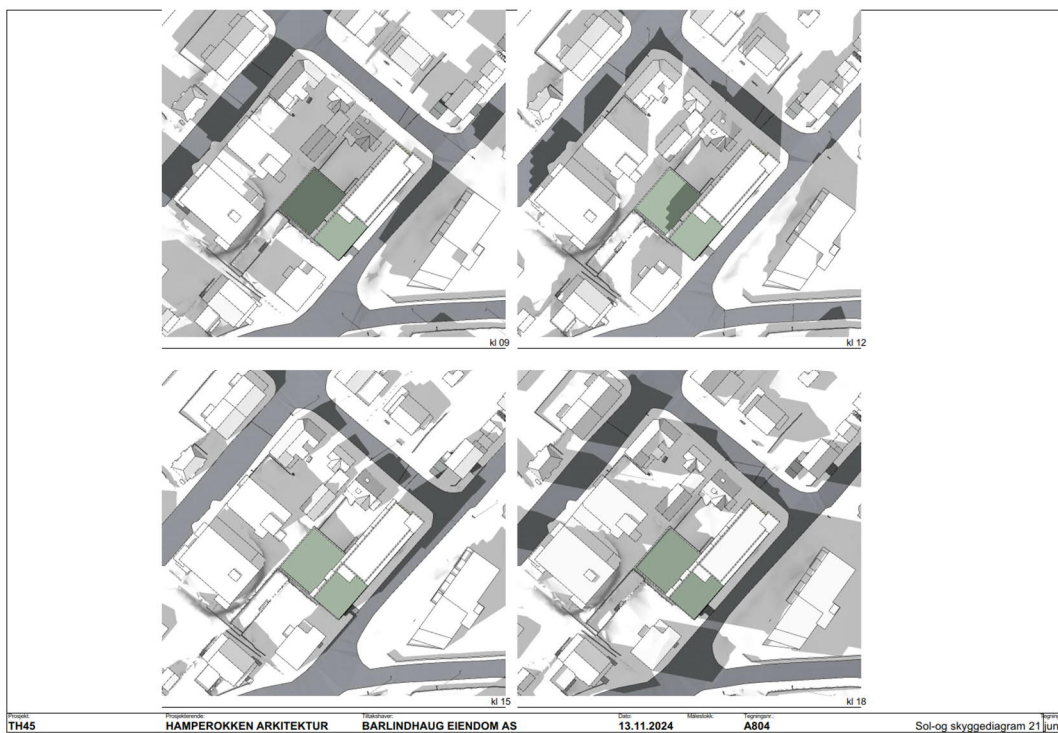 kl 09
kl 12
kl 15
kl 18
Prosjekt:
TH45
Prosjekterende:
HAMPEROKKEN ARKITEKTUR
Tiltakshaver:
BARLINDHAUG EIENDOM AS
Dato:
13.11.2024
Målestokk:
Tegningsnr.:
A804
Sol-og skyggediagram 21 jun